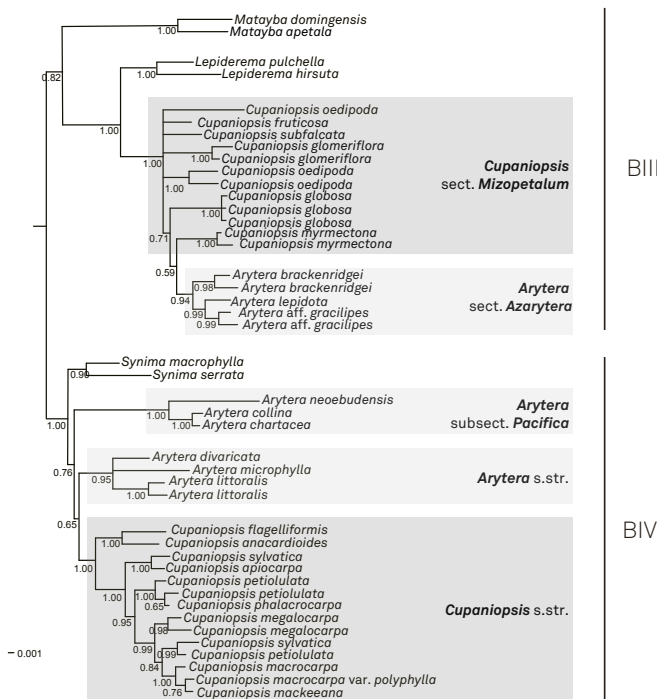 Matayba domingensis
1.00
Matayba apetala
0.82
Lepiderema pulchella
1.00
Lepiderema hirsuta
1.00
Cupaniopsis oedipoda
Cupaniopsis fruticosa
Cupaniopsis subfalcata
Cupaniopsis glomeriflora
1.00
1.00
Cupaniopsis glomeriflora
Cupaniopsis oedipoda
1.00
Cupaniopsis oedipoda
Cupaniopsis globosa
Cupaniopsis globosa
1.00
Cupaniopsis globosa
Cupaniopsis myrmectona
0.71
1.00
Cupaniopsis myrmectona
Cupaniopsis
sect. Mizopetalum
BIII
0.59
Arytera brackenridgei
0.98
Arytera brackenridgei
0.94
Arytera lepidota
0.99
Arytera aff. gracilipes
0.99
Arytera aff. gracilipes
Arytera
sect. Azarytera
Synima macrophylla
0.90
Synima serrata
1.00
Arytera neoebudensis
1.00
Arytera collina
1.00
Arytera chartacea
Arytera
subsect. Pacifica
0.76
Arytera divaricata
Arytera microphylla
0.95
Arytera littoralis
1.00
Arytera littoralis
Arytera s.str.
0.65
BIV
Cupaniopsis flagelliformis
1.00
Cupaniopsis anacardioides
1.00
Cupaniopsis sylvatica
1.00
Cupaniopsis apiocarpa
1.00
Cupaniopsis petiolulata
1.00
Cupaniopsis petiolulata
0.65
Cupaniopsis phalacrocarpa
0.95
Cupaniopsis megalocarpa
0.98
Cupaniopsis megalocarpa
0.99
Cupaniopsis sylvatica
0.99
Cupaniopsis petiolulata
0.84
Cupaniopsis macrocarpa
1.00
Cupaniopsis macrocarpa var. polyphylla
0.76
Cupaniopsis mackeeana
Cupaniopsis s.str.
0.001